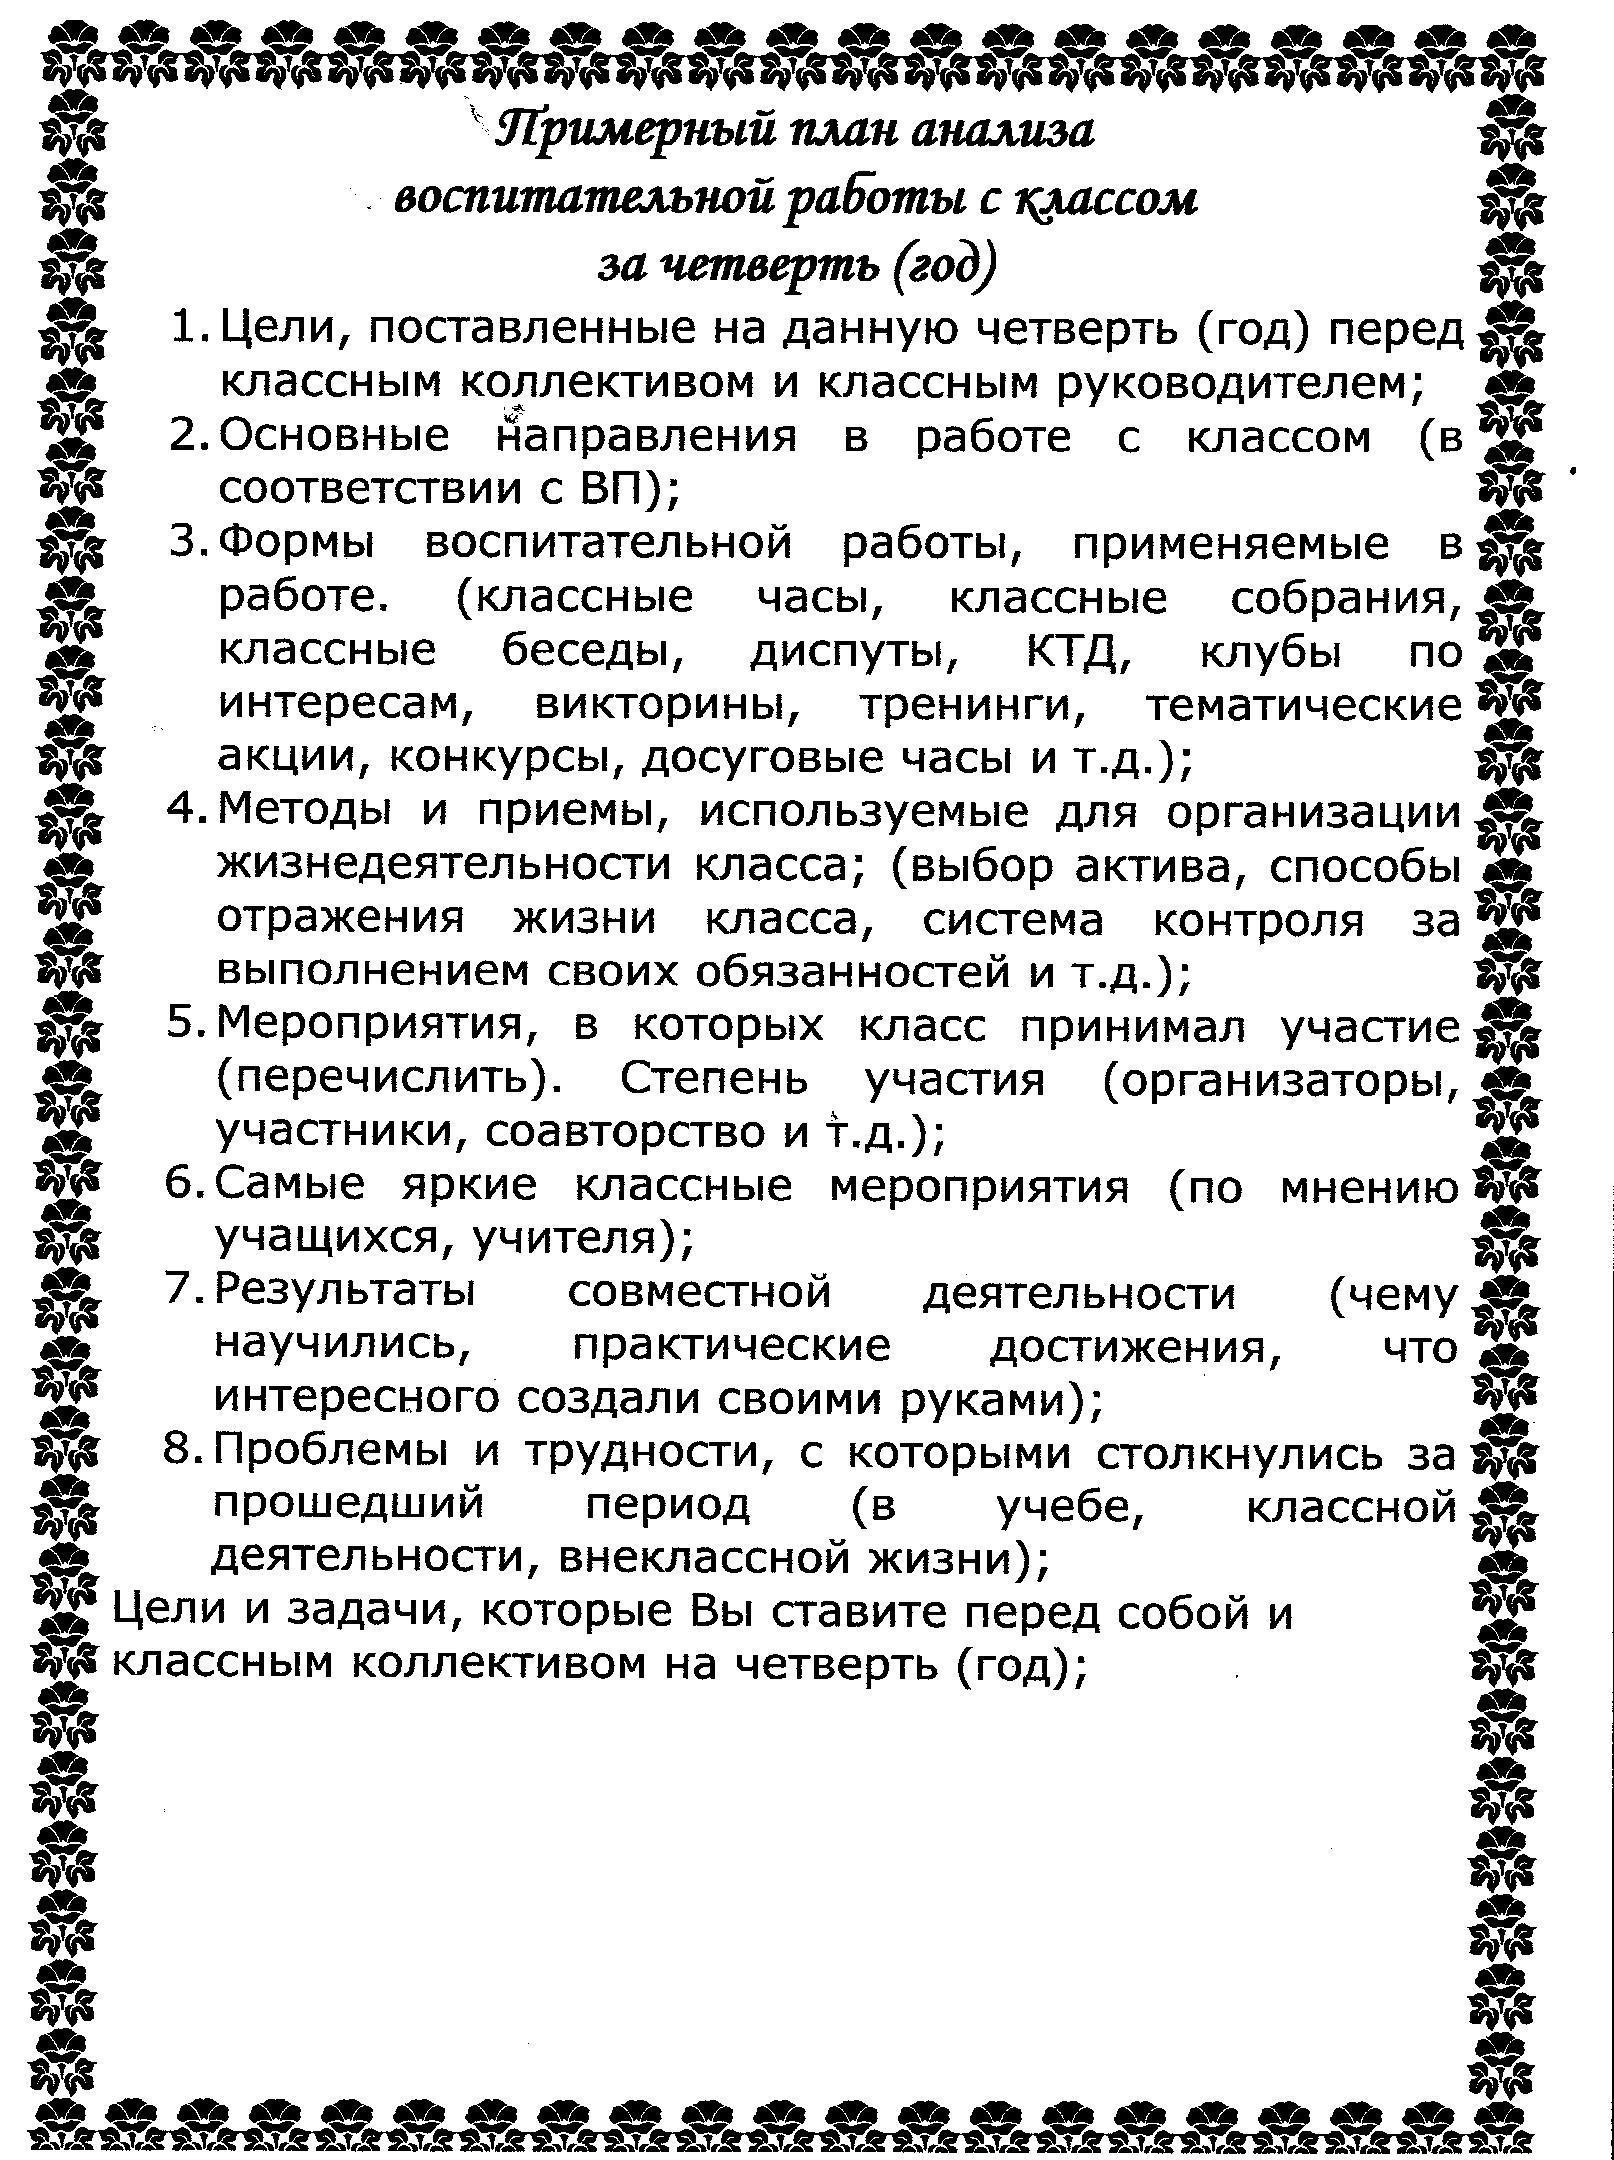 Примерный план анализа
воспитательной работы с классом
за четверть (год)
1. Цели, поставленные на данную четверть (год) перед
классным коллективом и классным руководителем;
2. Основные направления в работе с классом (в
соответствии с ВП);
3. Формы воспитательной работы, применяемые в
работе. (классные часы, классные собрания,
классные беседы, диспуты, КТД, клубы по
интересам, викторины, тренинги, тематические
акции, конкурсы, досуговые часы и т.д.);
4. Методы и приемы, используемые для организации
жизнедеятельности класса; (выбор актива, способы
отражения жизни класса, система контроля за
выполнением своих обязанностей и т.д.);
5. Мероприятия, в которых класс принимал участие
(перечислить). Степень участия (организаторы,
участники, соавторство и т.д.);
6. Самые яркие классные мероприятия (по мнению
учащихся, учителя);
7. Результаты совместной деятельности (чему
научились, практические достижения, что
интересного создали своими руками);
8. Проблемы и трудности, с которыми столкнулись за
прошедший период (в учебе, классной
деятельности, внеклассной жизни);
Цели и задачи, которые Вы ставите перед собой и
классным коллективом на четверть (год);